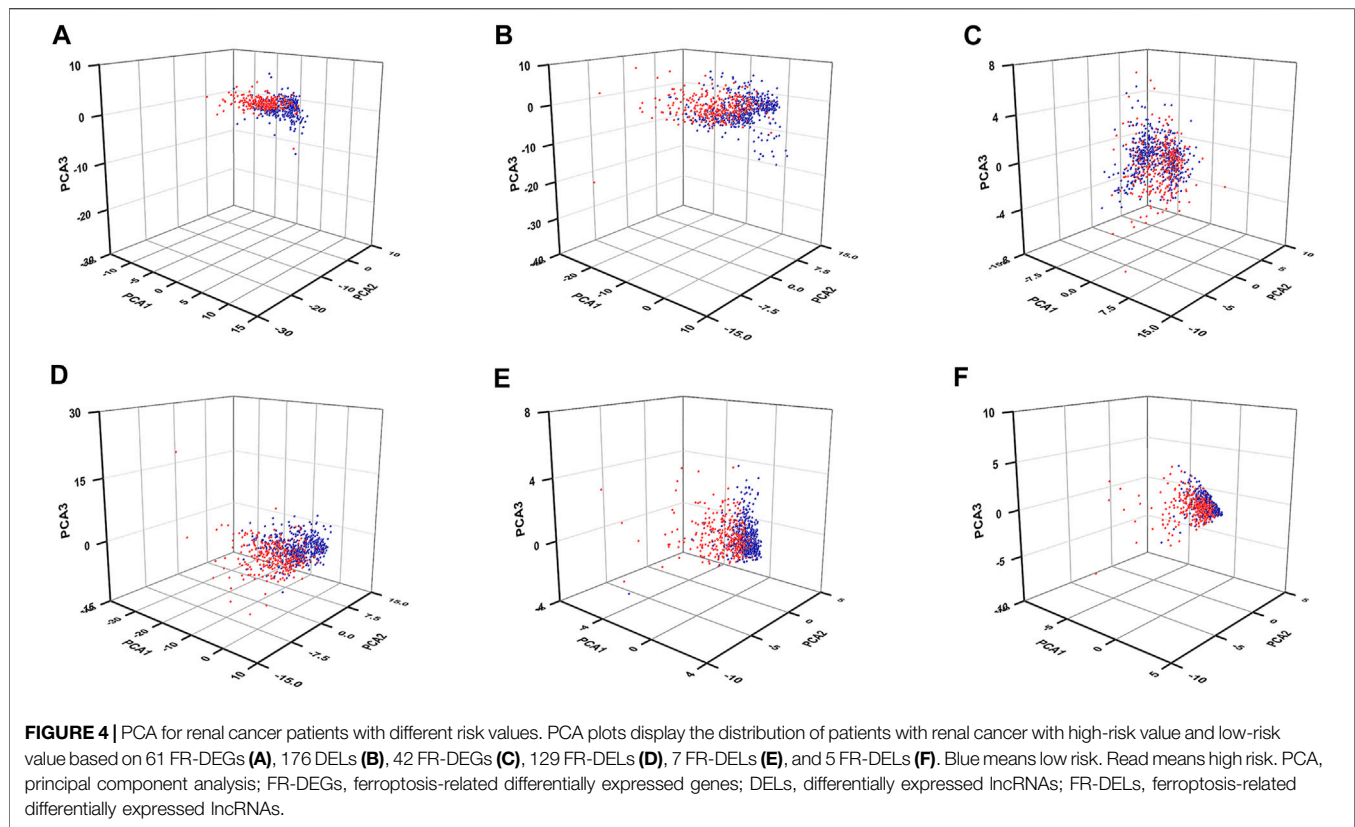 A
B
C
10
0
-10
-20
-30
PCA3
-10
-5
0
5
10
15
PCA1
-30
-20
-10
0
10
PCA2
10
0
-10
-20
-30
-40
PCA3
-20
-10
0
10
PCA1
-15.0
-7.5
0.0
7.5
15.0
PCA2
8
4
0
-4
PCA3
-7.5
0.0
7.5
15.0
PCA1
-10
-5
0
5
10
PCA2
D
E
F
30
15
0
-15
PCA3
-30
-20
-10
0
10
PCA1
-15.0
-7.5
0.0
7.5
15.0
PCA2
8
4
0
-4
PCA3
-4
0
4
PCA1
-10
-5
0
5
PCA2
10
5
0
-5
-10
PCA3
-5
0
5
PCA1
-10
-5
0
5
PCA2
FIGURE 4 | PCA for renal cancer patients with different risk values. PCA plots display the distribution of patients with renal cancer with high-risk value and low-risk
value based on 61 FR-DEGs (A), 176 DELs (B), 42 FR-DEGs (C), 129 FR-DELs (D), 7 FR-DELs (E), and 5 FR-DELs (F). Blue means low risk. Read means high risk. PCA,
principal component analysis; FR-DEGs, ferroptosis-related differentially expressed genes; DELs, differentially expressed lncRNAs; FR-DELs, ferroptosis-related
differentially expressed lncRNAs.